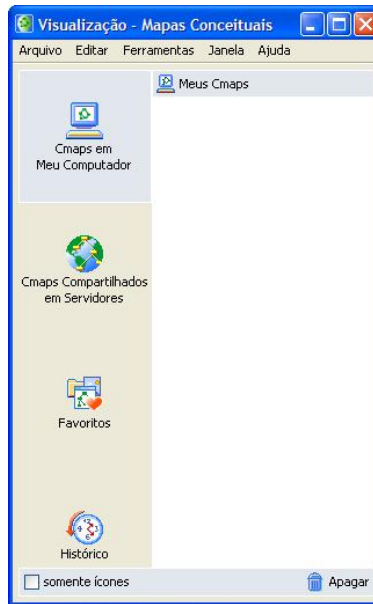 Visualização - Mapas Conceituais
Arquivo Editar Ferramentas Janela Ajuda
Meus Cmaps
Cmaps em
Meu Computador
Cmaps Compartilhados
em Servidores
Favoritos
Histórico
somente ícones
Apagar